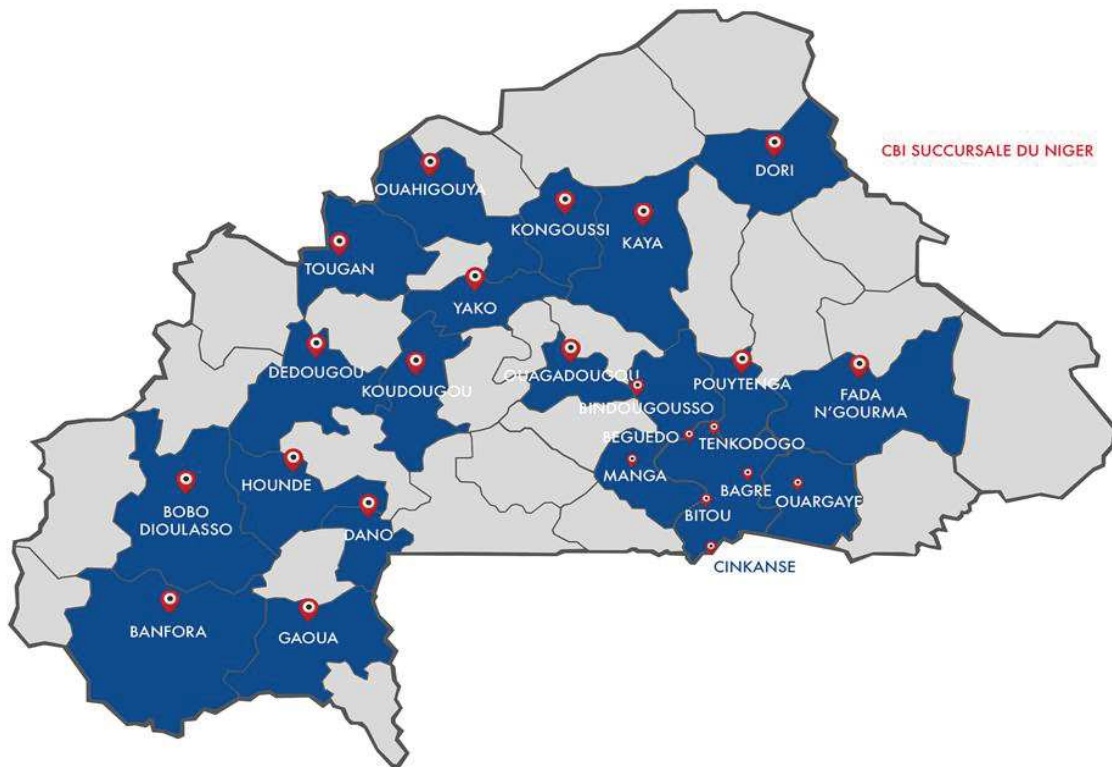 DORI
CBI SUCCURSALE DU NIGER
OUAHIGOUYA
KONGOUSSI
KAYA
TOUGAN
YAKO
DEDOUGOU
KOUDOUGOU
OUAGADOUGOU
POUYTENGA
FADA
N'GOURMA
BINDOUGOUSSO
BEGUEDO
TENKODOGO
HOUNDE
MANGA
BAGRE
OUARGAYE
BOBO
DIOULASSO
BITOU
DANO
CINKANSE
BANFORA
GAOUA